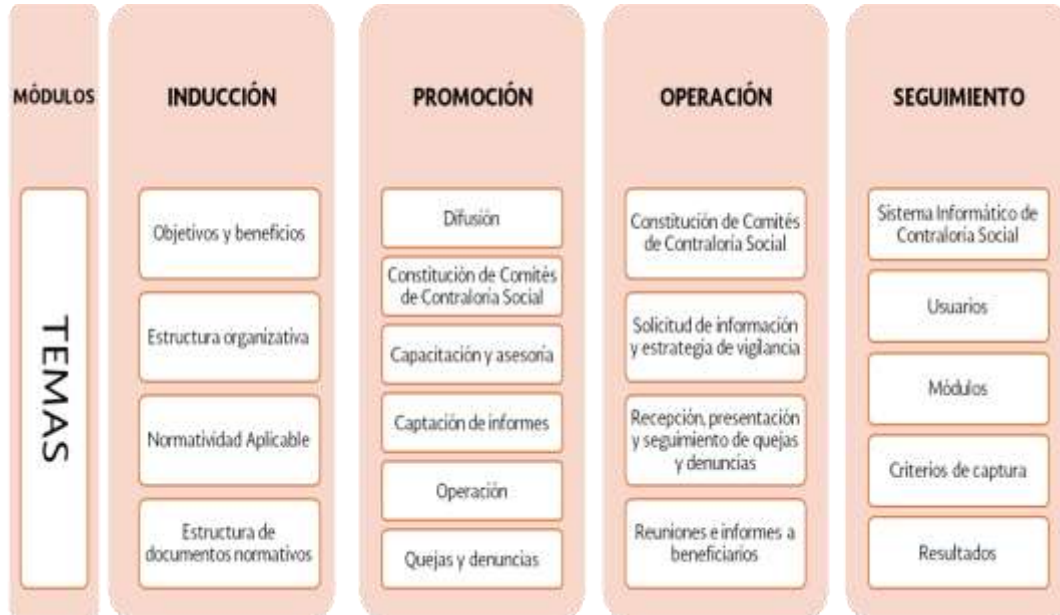 MÓDULOS
TEMAS
INDUCCIÓN
Objetivos y beneficios
Estructura organizativa
Normatividad Aplicable
Estructura de
documentos normativos
PROMOCIÓN
Difusión
Constitución de Comités
de Contraloría Social
Capacitación y asesoría
Captación de informes
Operación
Quejas y denuncias
OPERACIÓN
Constitución de Comités
de Contraloría Social
Solicitud de información
y estrategia de vigilancia
Recepción, presentación
y seguimiento de quejas
y denuncias
Reuniones e informes a
beneficiarios
SEGUIMIENTO
Sistema Informático de
Contraloría Social
Usuarios
Módulos
Criterios de captura
Resultados